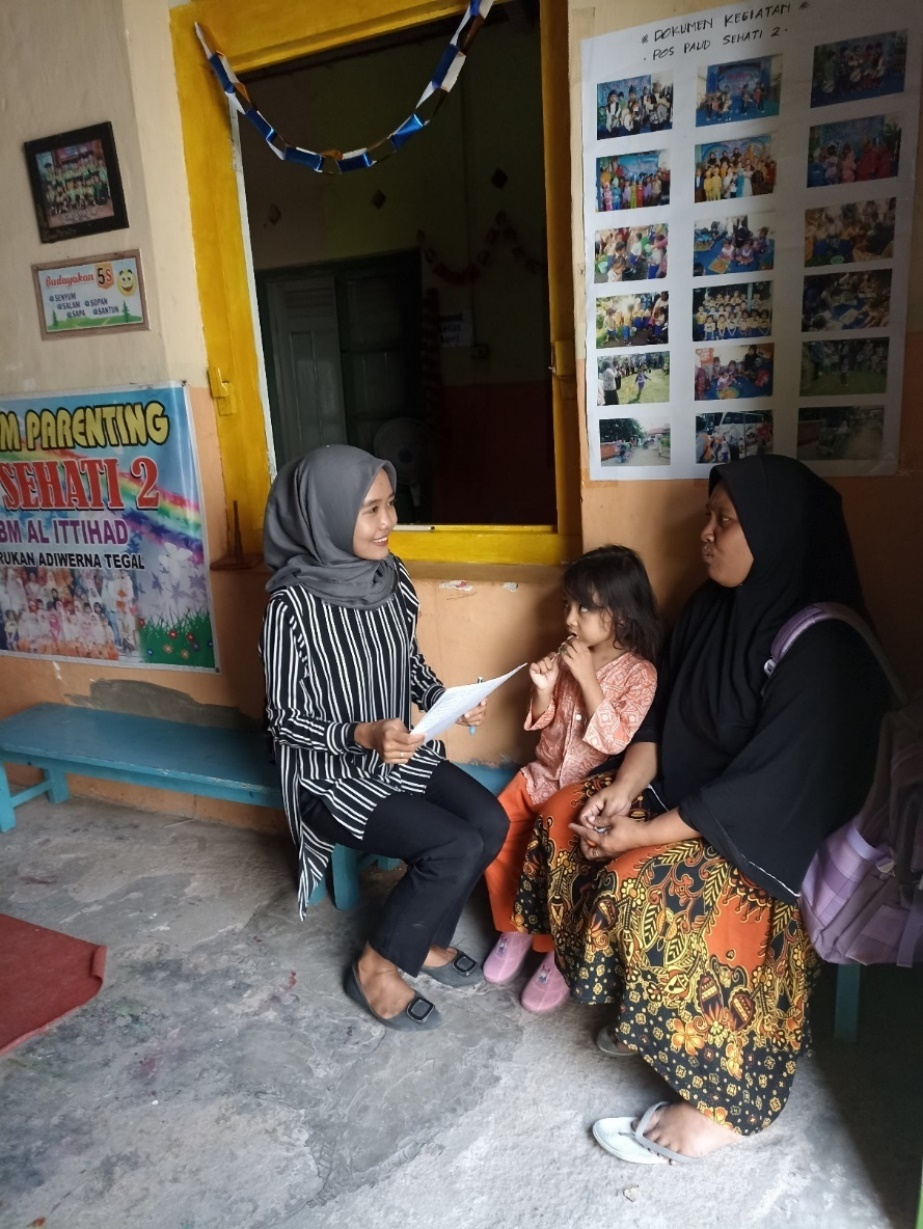 * DOKUMEN KEGIATAN *
- POS PAUD SEHATI 2 -
Budayakan 5S
@SENYUM
@SALAM @SOPAN
@SAPA @SANTUN
M PARENTING
SEHATI 2
BM AL ITTIHAD
RUKAN ADIWERNA TEGAL